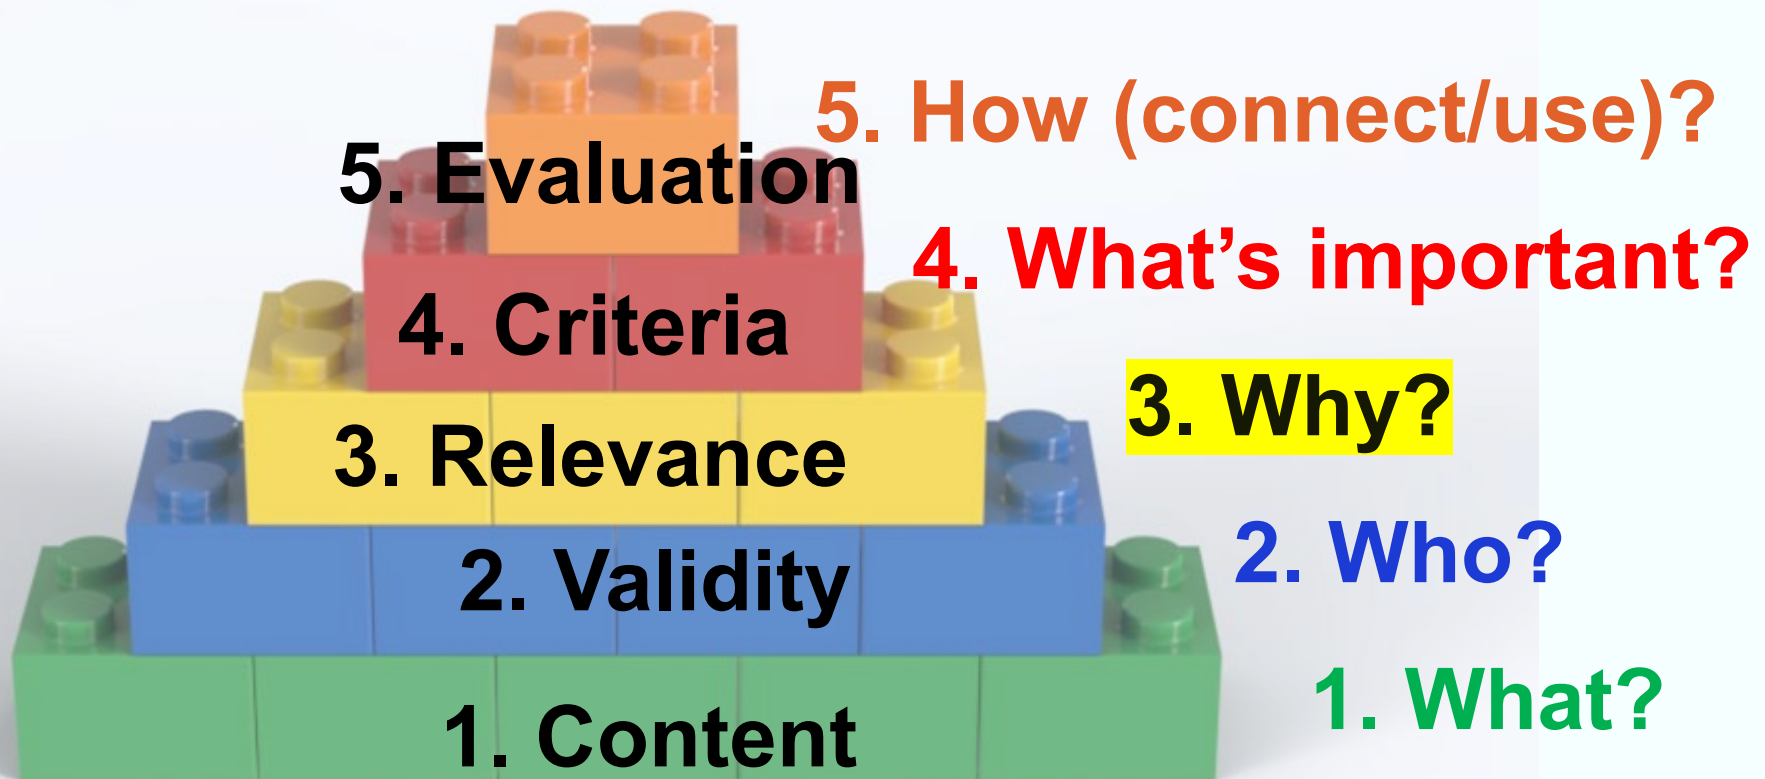 5. How (connect/use)?
5. Evaluation
4. What’s important?
4. Criteria
3. Why?
3. Relevance
2. Who?
2. Validity
1. What?
1. Content